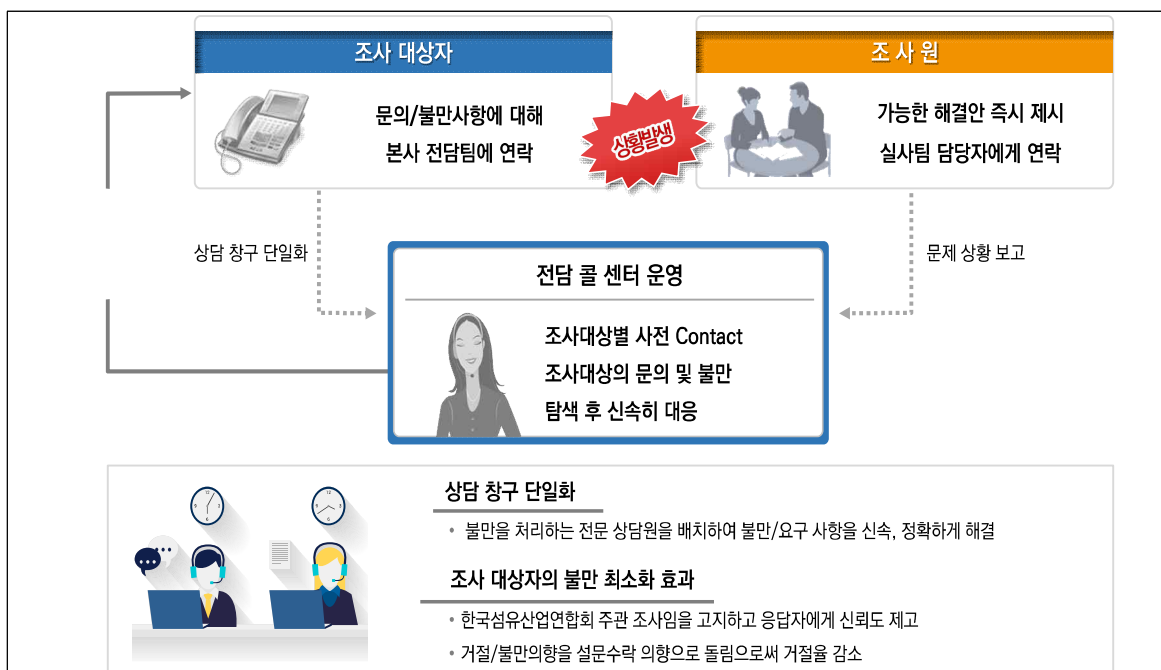 조사 대상자
조 사 원
문의/불만사항에 대해
본사 전담팀에 연락
상황발생
가능한 해결안 즉시 제시
실사팀 담당자에게 연락
상담 창구 단일화
문제 상황 보고
전담 콜 센터 운영
조사대상별 사전 Contact
조사대상의 문의 및 불만
탐색 후 신속히 대응
상담 창구 단일화
• 불만을 처리하는 전문 상담원을 배치하여 불만/요구 사항을 신속, 정확하게 해결
조사 대상자의 불만 최소화 효과
• 한국섬유산업연합회 주관 조사임을 고지하고 응답자에게 신뢰도 제고
• 거절/불만의향을 설문수락 의향으로 돌림으로써 거절율 감소